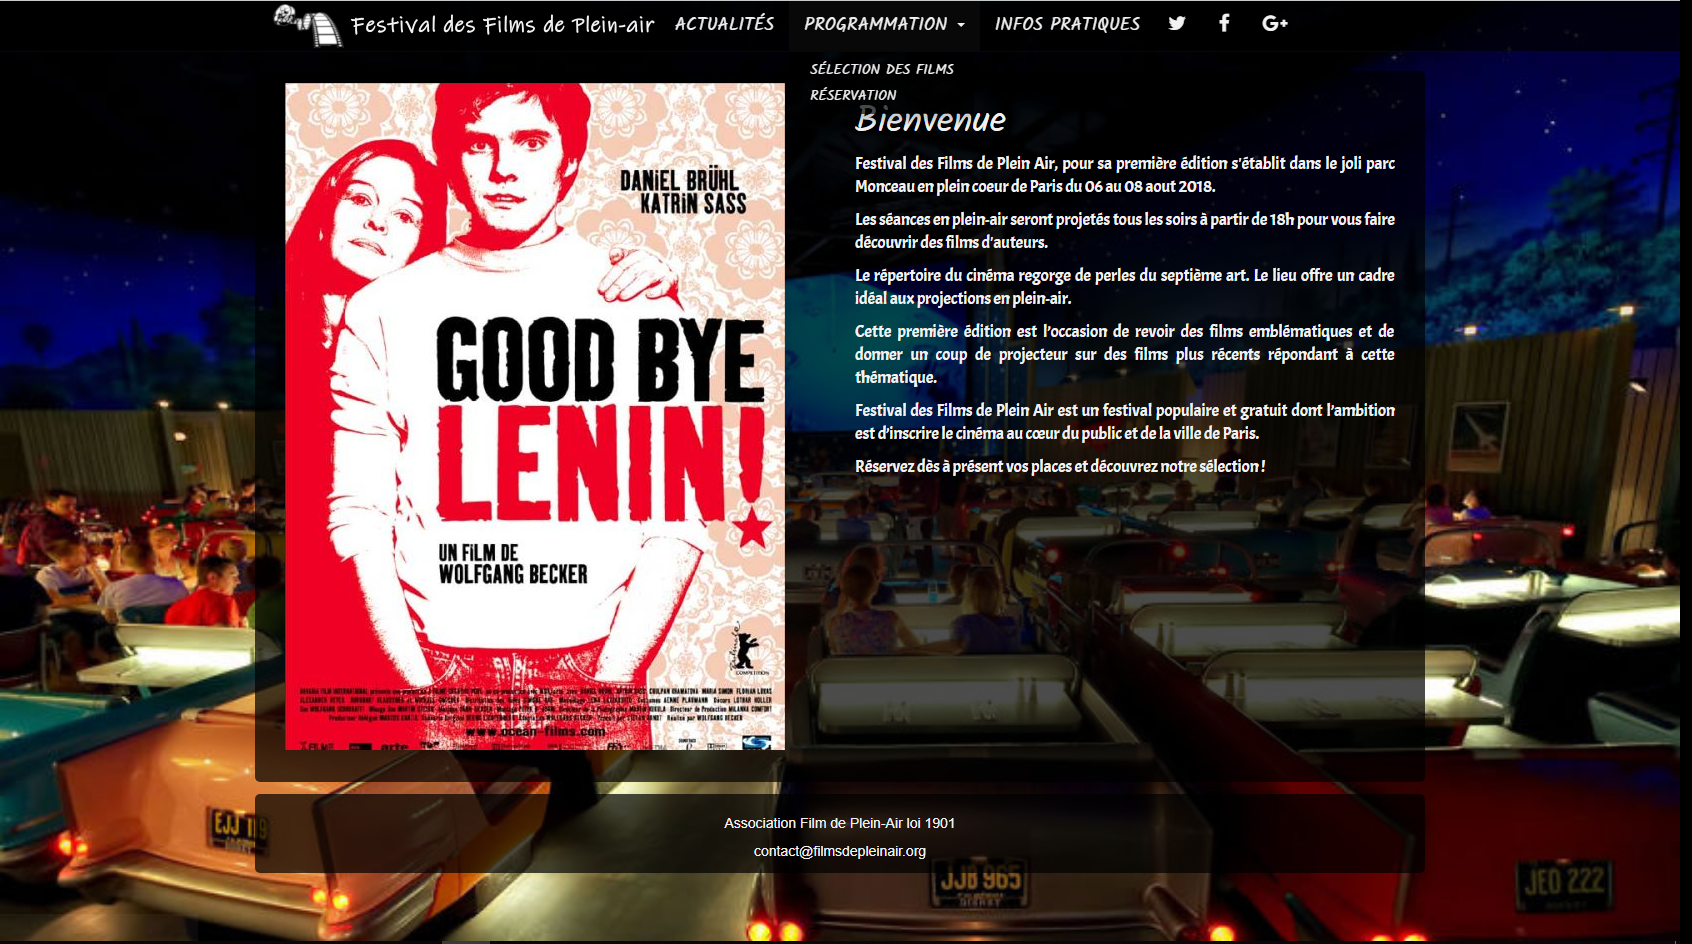 Festival des Films de Plein-air ACTUALITÉS PROGRAMMATION INFOS PRATIQUES G+
SÉLECTION DES FILMS
RÉSERVATION
Bienvenue
Festival des Films de Plein Air, pour sa première édition s'établit dans le joli parc
Monceau en plein coeur de Paris du 06 au 08 aout 2018.
Les séances en plein-air seront projetés tous les soirs à partir de 18h pour vous faire
découvrir des films d'auteurs.
Le répertoire du cinéma regorge de perles du septième art. Le lieu offre un cadre
idéal aux projections en plein-air.
Cette première édition est l'occasion de revoir des films emblématiques et de
donner un coup de projecteur sur des films plus récents répondant à cette
thématique.
Festival des Films de Plein Air est un festival populaire et gratuit dont l'ambition
est d'inscrire le cinéma au cœur du public et de la ville de Paris.
Réservez dès à présent vos places et découvrez notre sélection !
DANiEL BRÜHL
KATRiN SASS
GOOD BYE
LENIN!
UN FiLM DE
WOLFGANG BECKER
COMPETITION
www.ocean-films.com
arte
Association Film de Plein-Air loi 1901
contact@filmsdepleinair.org
JJB 965
JEO 222